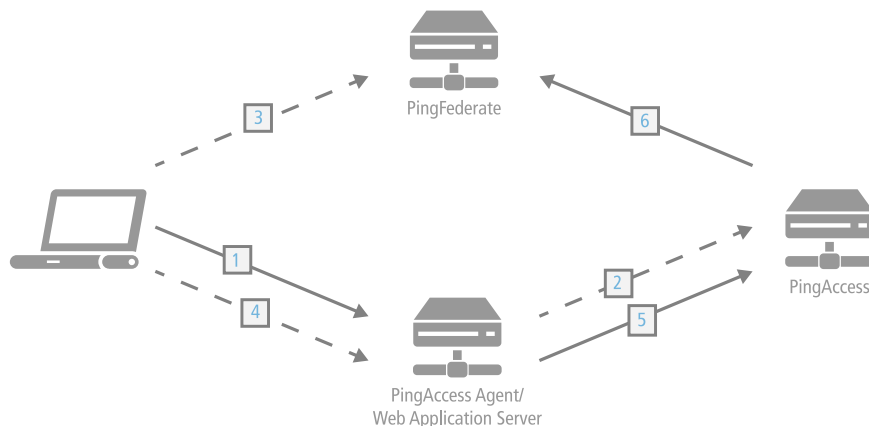 PingFederate
3
6
1
2
PingAccess
4
5
PingAccess Agent/
Web Application Server